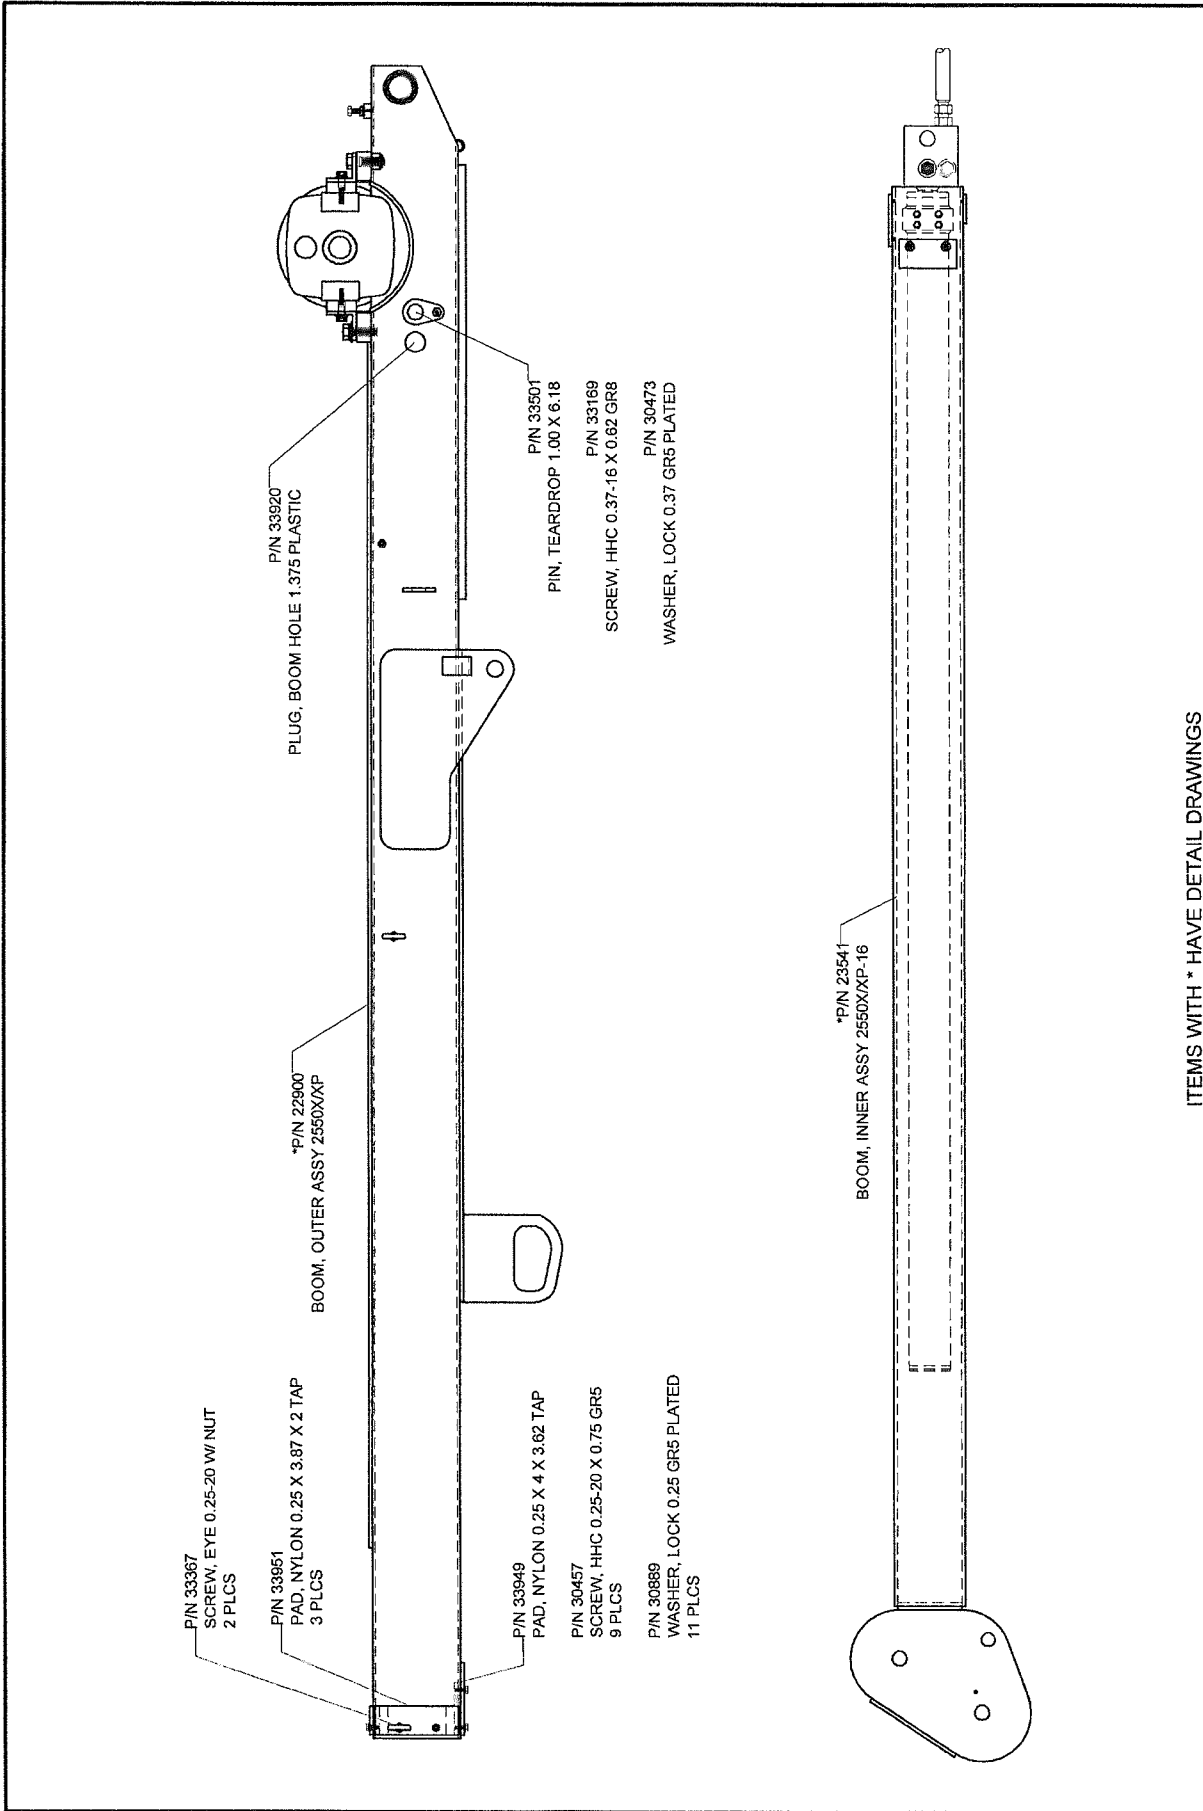 P/N 33367
SCREW, EYE 0.25-20 W/ NUT
2 PLCS
P/N 33951
PAD, NYLON 0.25 X 3.87 X 2 TAP
3 PLCS
*P/N 22900
BOOM, OUTER ASSY 2550X/XP
P/N 33920
PLUG, BOOM HOLE 1.375 PLASTIC
P/N 33949
PAD, NYLON 0.25 X 4 X 3.62 TAP
P/N 30457
SCREW, HHC 0.25-20 X 0.75 GR5
9 PLCS
P/N 30889
WASHER, LOCK 0.25 GR5 PLATED
11 PLCS
P/N 33501
PIN, TEARDROP 1.00 X 6.18
P/N 33169
SCREW, HHC 0.37-16 X 0.62 GR8
P/N 30473
WASHER, LOCK 0.37 GR5 PLATED
*P/N 23541
BOOM, INNER ASSY 2550X/XP-16
ITEMS WITH * HAVE DETAIL DRAWINGS